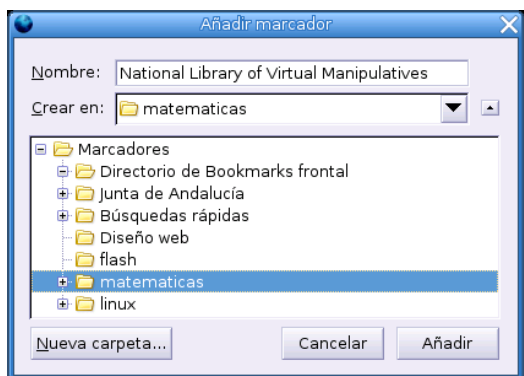 Añadir marcador
Nombre: National Library of Virtual Manipulatives
Crear en: matematicas
Marcadores
Directorio de Bookmarks frontal
Junta de Andalucía
Búsquedas rápidas
Diseño web
flash
matematicas
linux
Nueva carpeta... Cancelar Añadir